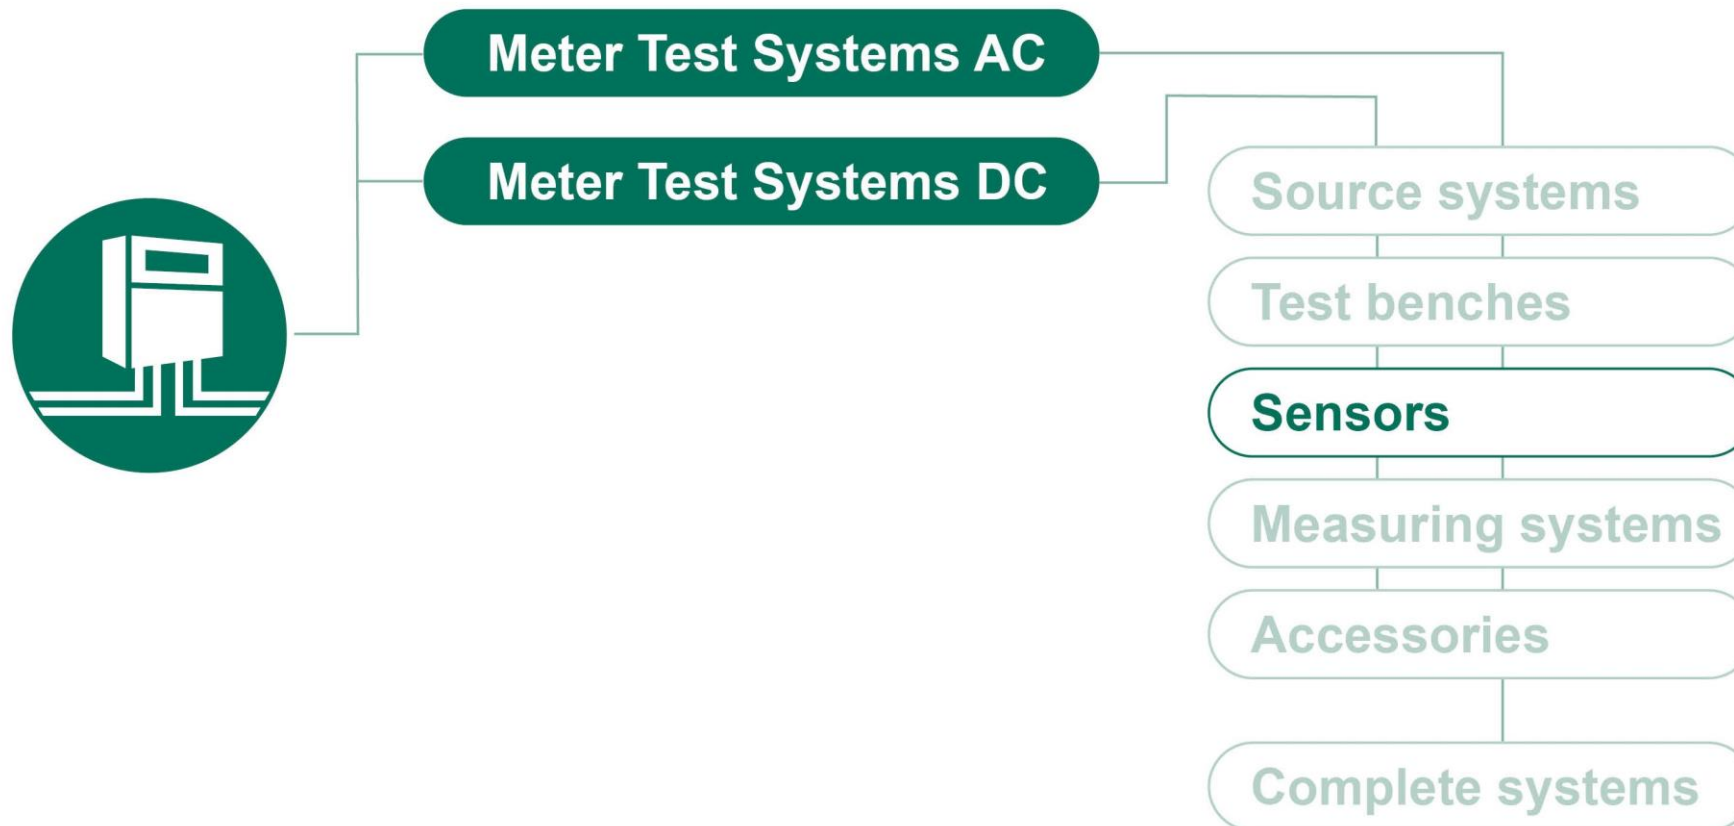 Meter Test Systems AC
Meter Test Systems DC
Source systems
Test benches
Sensors
Measuring systems
Accessories
Complete systems